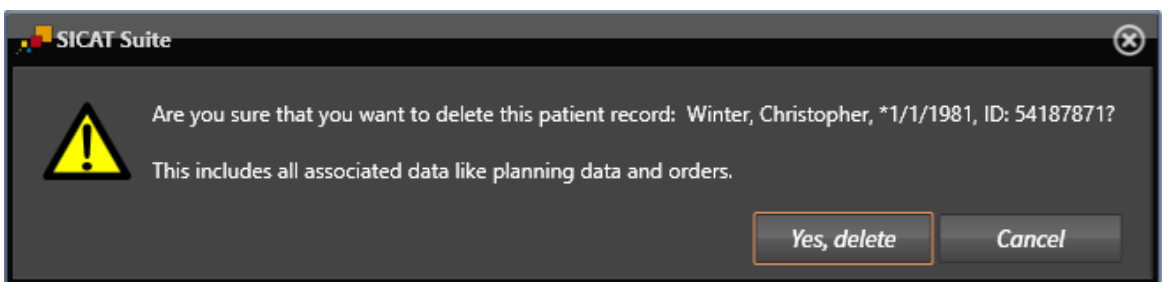 SICAT Suite
Are you sure that you want to delete this patient record: Winter, Christopher, *1/1/1981, ID: 54187871?
This includes all associated data like planning data and orders.
Yes, delete
Cancel